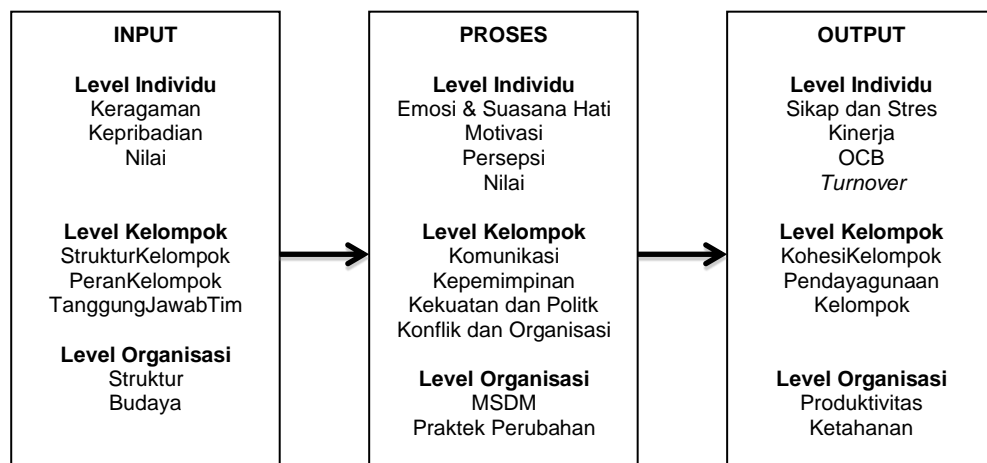 INPUT
Level Individu
Keragaman
Kepribadian
Nilai
Level Kelompok
StrukturKelompok
PeranKelompok
TanggungJawabTim
Level Organisasi
Struktur
Budaya
PROSES
Level Individu
Emosi & Suasana Hati
Motivasi
Persepsi
Nilai
Level Kelompok
Komunikasi
Kepemimpinan
Kekuatan dan Politk
Konflik dan Organisasi
Level Organisasi
MSDM
Praktek Perubahan
OUTPUT
Level Individu
Sikap dan Stres
Kinerja
OCB
Turnover
Level Kelompok
KohesiKelompok
Pendayagunaan
Kelompok
Level Organisasi
Produktivitas
Ketahanan